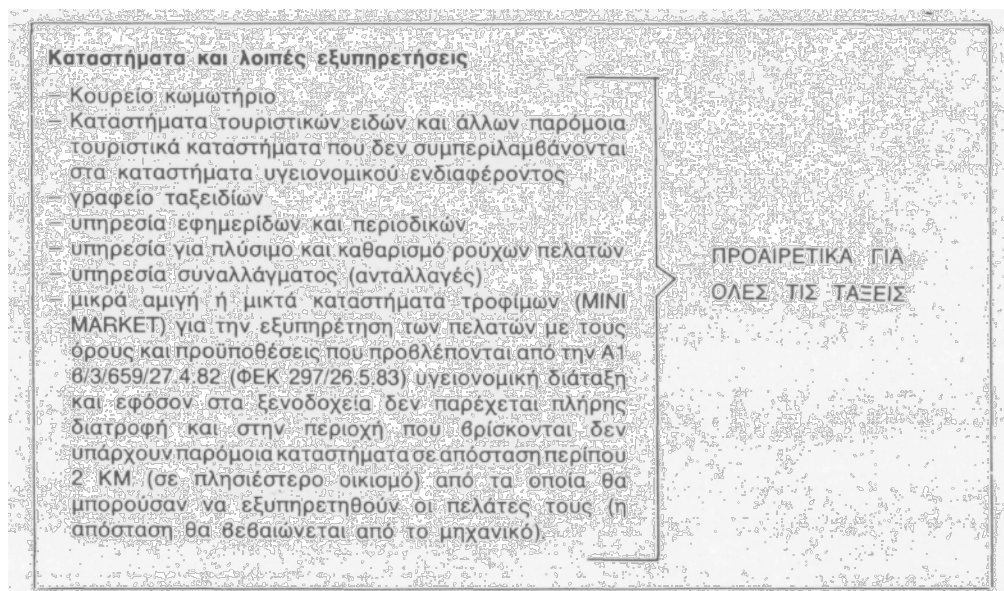 Καταστήματα και λοιπές εξυπηρετήσεις
– Κουρείο κωμωτήριο
– Καταστήματα τουριστικών ειδών και άλλων παρόμοια
τουριστικά καταστήματα που δεν συμπεριλαμβάνονται
στα καταστήματα υγειονομικού ενδιαφέροντος
– γραφείο ταξειδίων
– υπηρεσία εφημερίδων και περιοδικών
– υπηρεσία για πλύσιμο και καθαρισμό ρούχων πελατών
– υπηρεσία συναλλάγματος (ανταλλαγές)
– μικρά αμιγή ή μικτά καταστήματα τροφίμων (MINI
MARKET) για την εξυπηρέτηση των πελατών με τους
όρους και προϋποθέσεις που προβλέπονται από την Α1
6/3/659/27.4.82 (ΦΕΚ 297/26.5.83) υγειονομική διάταξη
και εφόσον στα ξενοδοχεία δεν παρέχεται πλήρης
διατροφή και στην περιοχή που βρίσκονται δεν
υπάρχουν παρόμοια καταστήματα σε απόσταση περίπου
2 ΚΜ (σε πλησιέστερο οικισμό) από τα οποία θα
μπορούσαν να εξυπηρετηθούν οι πελάτες τους (η
απόσταση θα βεβαιώνεται από το μηχανικό).
ΠΡΟΑΙΡΕΤΙΚΑ ΓΙΑ
ΟΛΕΣ ΤΙΣ ΤΑΞΕΙΣ